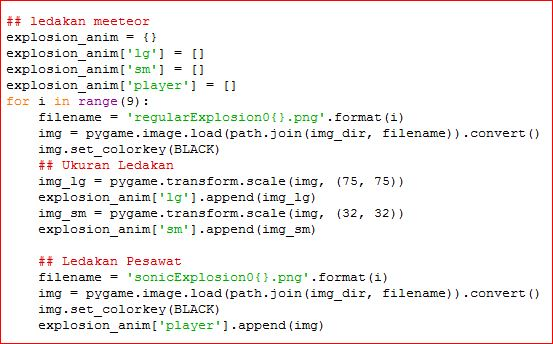 ## ledakan meeteor
explosion_anim = {}
explosion_anim['lg'] = []
explosion_anim['sm'] = []
explosion_anim['player'] = []
for i in range(9):
    filename = 'regularExplosion0{}.png'.format(i)
    img = pygame.image.load(path.join(img_dir, filename)).convert()
    img.set_colorkey(BLACK)
    ## Ukuran Ledakan
    img_lg = pygame.transform.scale(img, (75, 75))
    explosion_anim['lg'].append(img_lg)
    img_sm = pygame.transform.scale(img, (32, 32))
    explosion_anim['sm'].append(img_sm)

    ## Ledakan Pesawat
    filename = 'sonicExplosion0{}.png'.format(i)
    img = pygame.image.load(path.join(img_dir, filename)).convert()
    img.set_colorkey(BLACK)
    explosion_anim['player'].append(img)